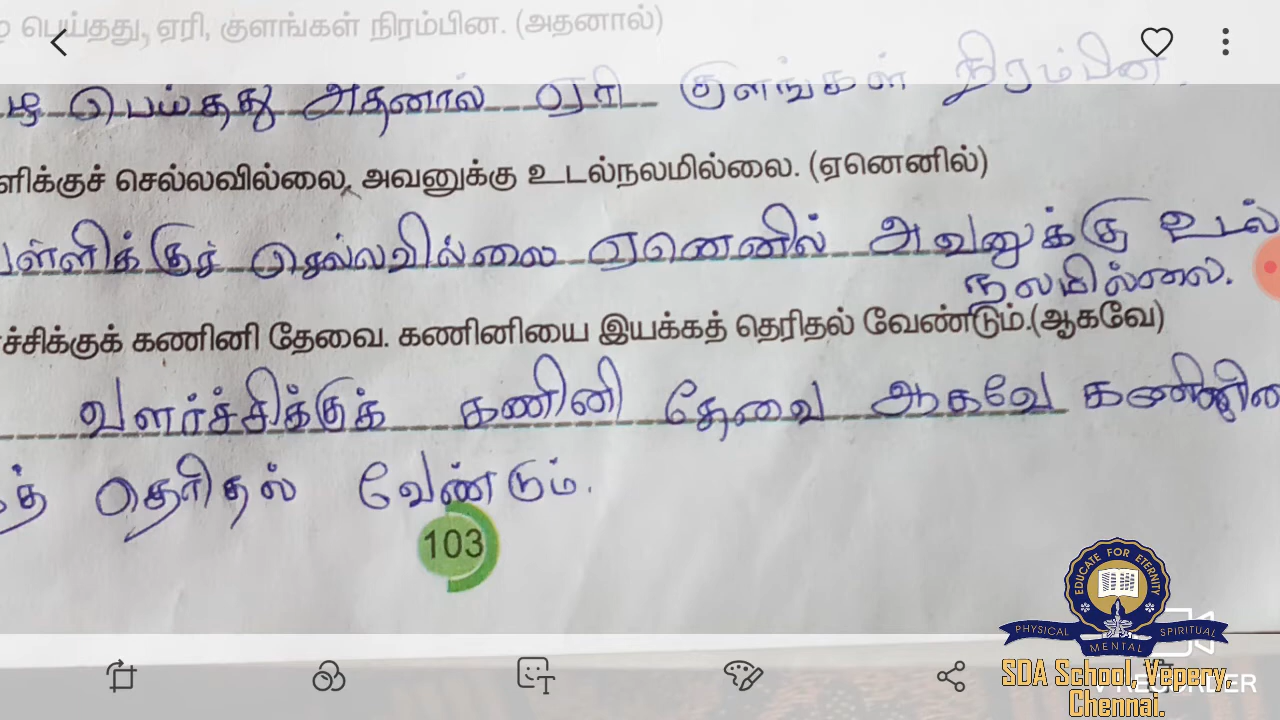 பெய்தது, ஏரி, குளங்கள் நிரம்பின. (அதனால்)
பெய்தது அதனால் ஏரி குளங்கள் நிரம்பின.
ளிக்குச் செல்லவில்லை, அவனுக்கு உடல்நலமில்லை. (ஏனெனில்)
பள்ளிக்குச் செல்லவில்லை ஏனெனில் அவனுக்கு உடல்
நலமில்லை.
ச்சிக்குக் கணினி தேவை. கணினியை இயக்கத் தெரிதல் வேண்டும்.(ஆகவே)
வளர்ச்சிக்குக் கணினி தேவை ஆகவே
த் தெரிதல் வேண்டும்.
103
EDUCATE FOR ETERNITY
PHYSICAL MENTAL SPIRITUAL
SDA School, Vepery,
Chennai.
RECORDER